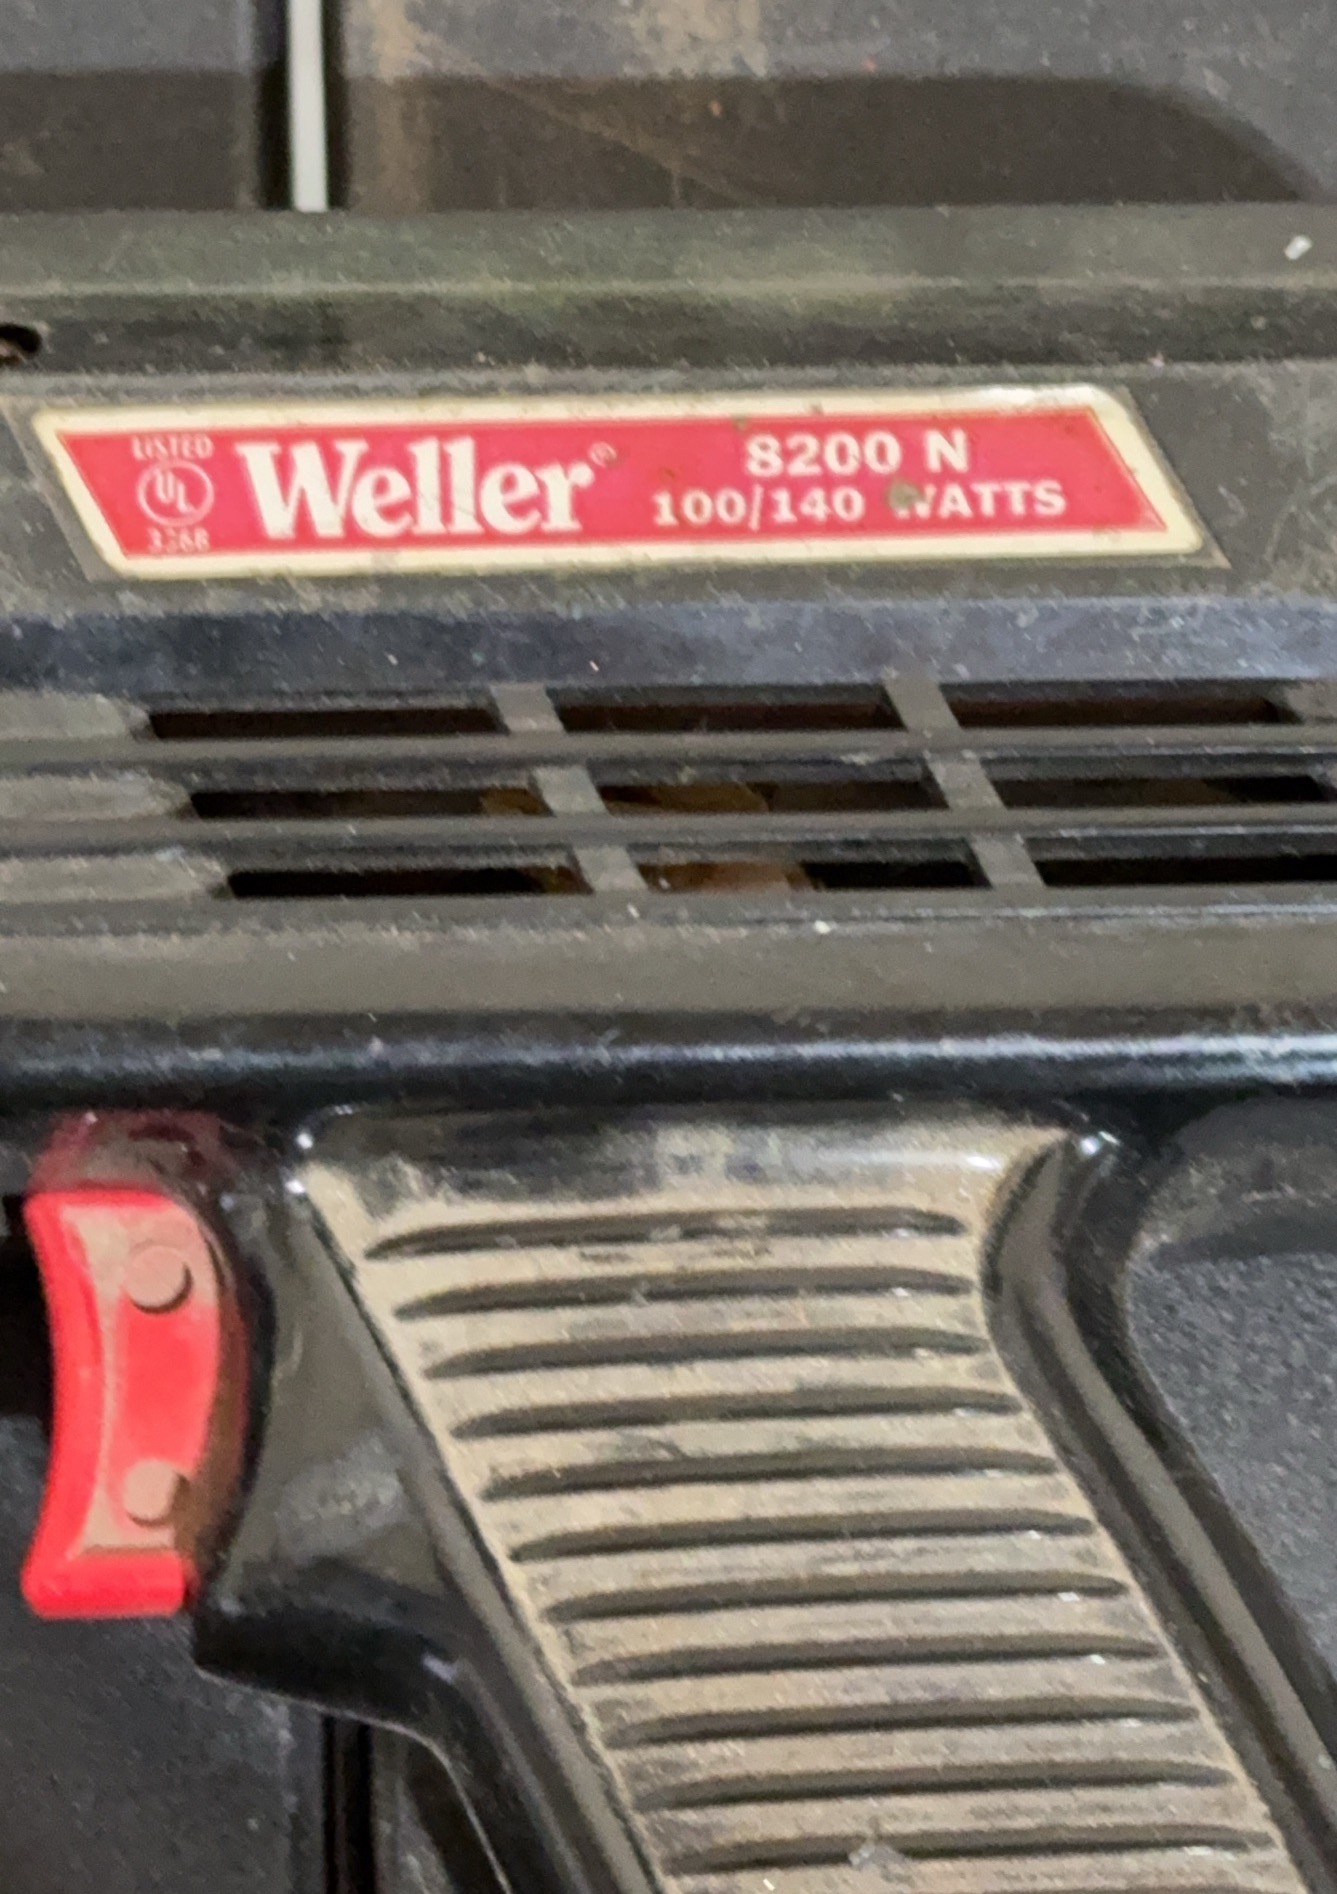 LISTED
UL
Weller®
8200 N
100/140 WATTS